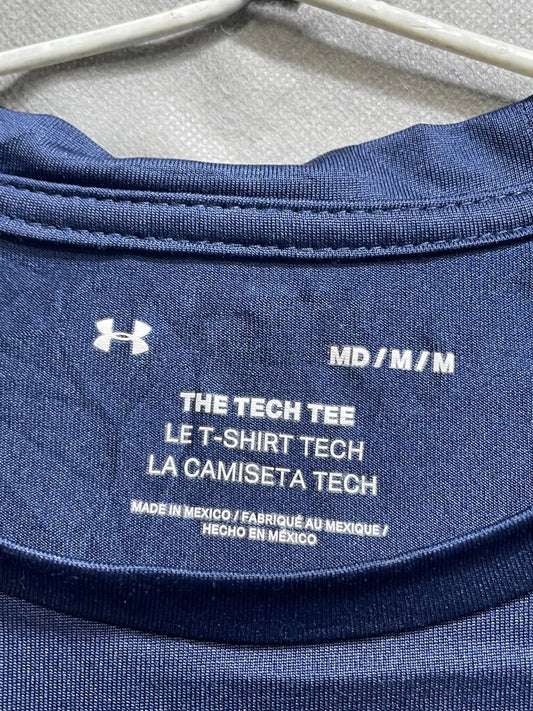 MD / M / M
THE TECH TEE
LE T-SHIRT TECH
LA CAMISETA TECH
MADE IN MEXICO / FABRIQUÉ AU MEXIQUE /
HECHO EN MÉXICO